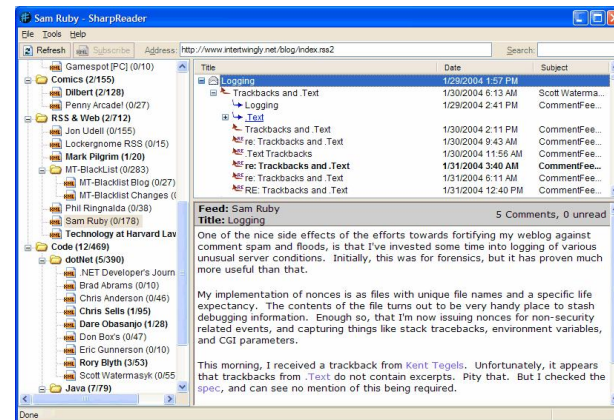 Sam Ruby - SharpReader
File Tools Help
Refresh Subscribe Address: http://www.intertwingly.net/blog/index.rss2 Search:
Gamespot [PC] (0/10)
Comics (2/155)
Dilbert (2/128)
Penny Arcade! (0/27)
RSS & Web (2/712)
Jon Udell (0/155)
Lockergnome RSS (0/15)
Mark Pilgrim (1/20)
MT-BlackList (0/283)
MT-Blacklist Blog (0/27)
MT-Blacklist Changes (
Phil Ringnalda (0/38)
Sam Ruby (0/178)
Technology at Harvard Law
Code (12/469)
dotNet (5/390)
.NET Developer's Journ
Brad Abrams (0/10)
Chris Anderson (0/46)
Chris Sells (1/95)
Dare Obasanjo (1/28)
Don Box's (0/47)
Eric Gunnerson (0/10)
Rory Blyth (3/53)
Scott Watermasyk (0/55
Java (7/79)
Title Date Subject
Logging 1/29/2004 1:57 PM
Trackbacks and .Text 1/30/2004 6:13 AM Scott Waterma...
Logging 1/29/2004 2:41 PM CommentFee...
.Text
Trackbacks and .Text 1/30/2004 2:11 PM CommentFee...
re: Trackbacks and .Text 1/30/2004 9:43 AM CommentFee...
.Text Trackbacks 1/30/2004 11:56 AM CommentFee...
re: Trackbacks and .Text 1/31/2004 3:40 AM CommentFee...
re: Trackbacks and .Text 1/31/2004 6:11 AM CommentFee...
RE: Trackbacks and .Text 1/31/2004 12:40 PM CommentFee...
Feed: Sam Ruby
Title: Logging
5 Comments, 0 unread
One of the nice side effects of the efforts towards fortifying my weblog against
comment spam and floods, is that I've invested some time into logging of various
unusual server conditions. Initially, this was for forensics, but it has proven much
more useful than that.
My implementation of nonces is as files with unique file names and a specific life
expectancy. The contents of the file turns out to be very handy place to stash
debugging information. Enough so, that I'm now issuing nonces for non-security
related events, and capturing things like stack tracebacks, environment variables,
and CGI parameters.
This morning, I received a trackback from Kent Tegels. Unfortunately, it appears
that trackbacks from .Text do not contain excerpts. Pity that. But I checked the
spec, and can see no mention of this being required.
Done